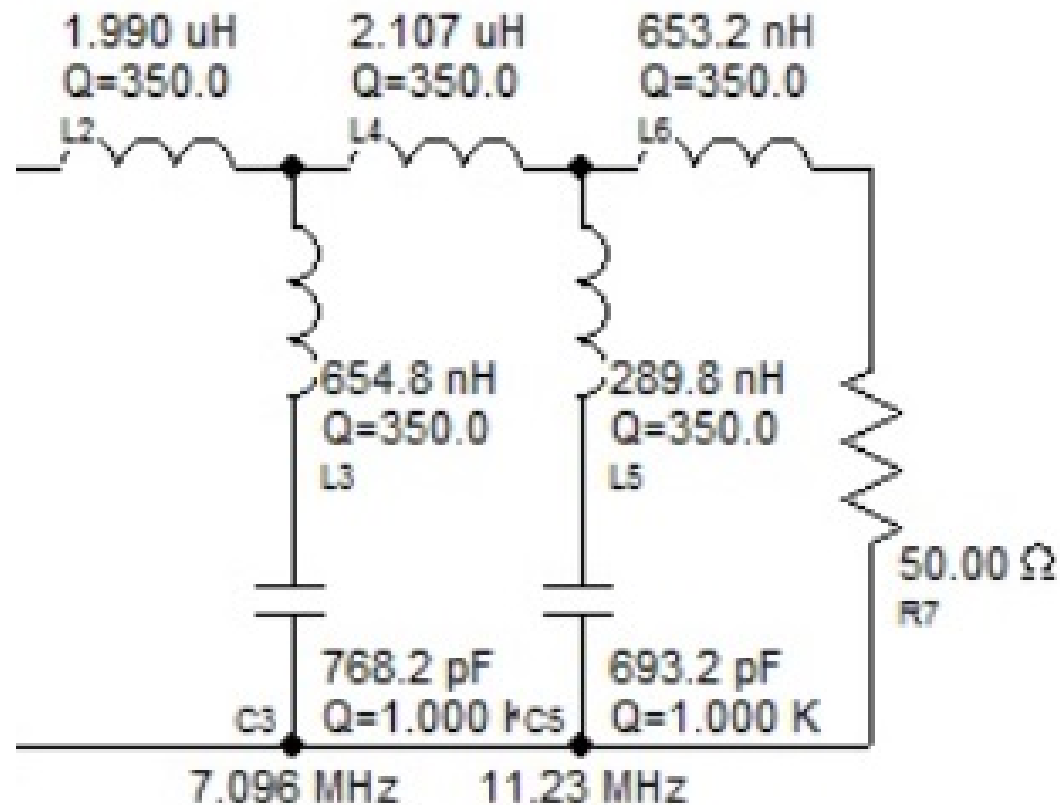 1.990 uH
Q=350.0
L2
2.107 uH
Q=350.0
L4
653.2 nH
Q=350.0
L6
654.8 nH
Q=350.0
L3
289.8 nH
Q=350.0
L5
50.00 Ω
R7
768.2 pF
Q=1.000
C3
693.2 pF
Q=1.000 K
C5
7.096 MHz
11.23 MHz